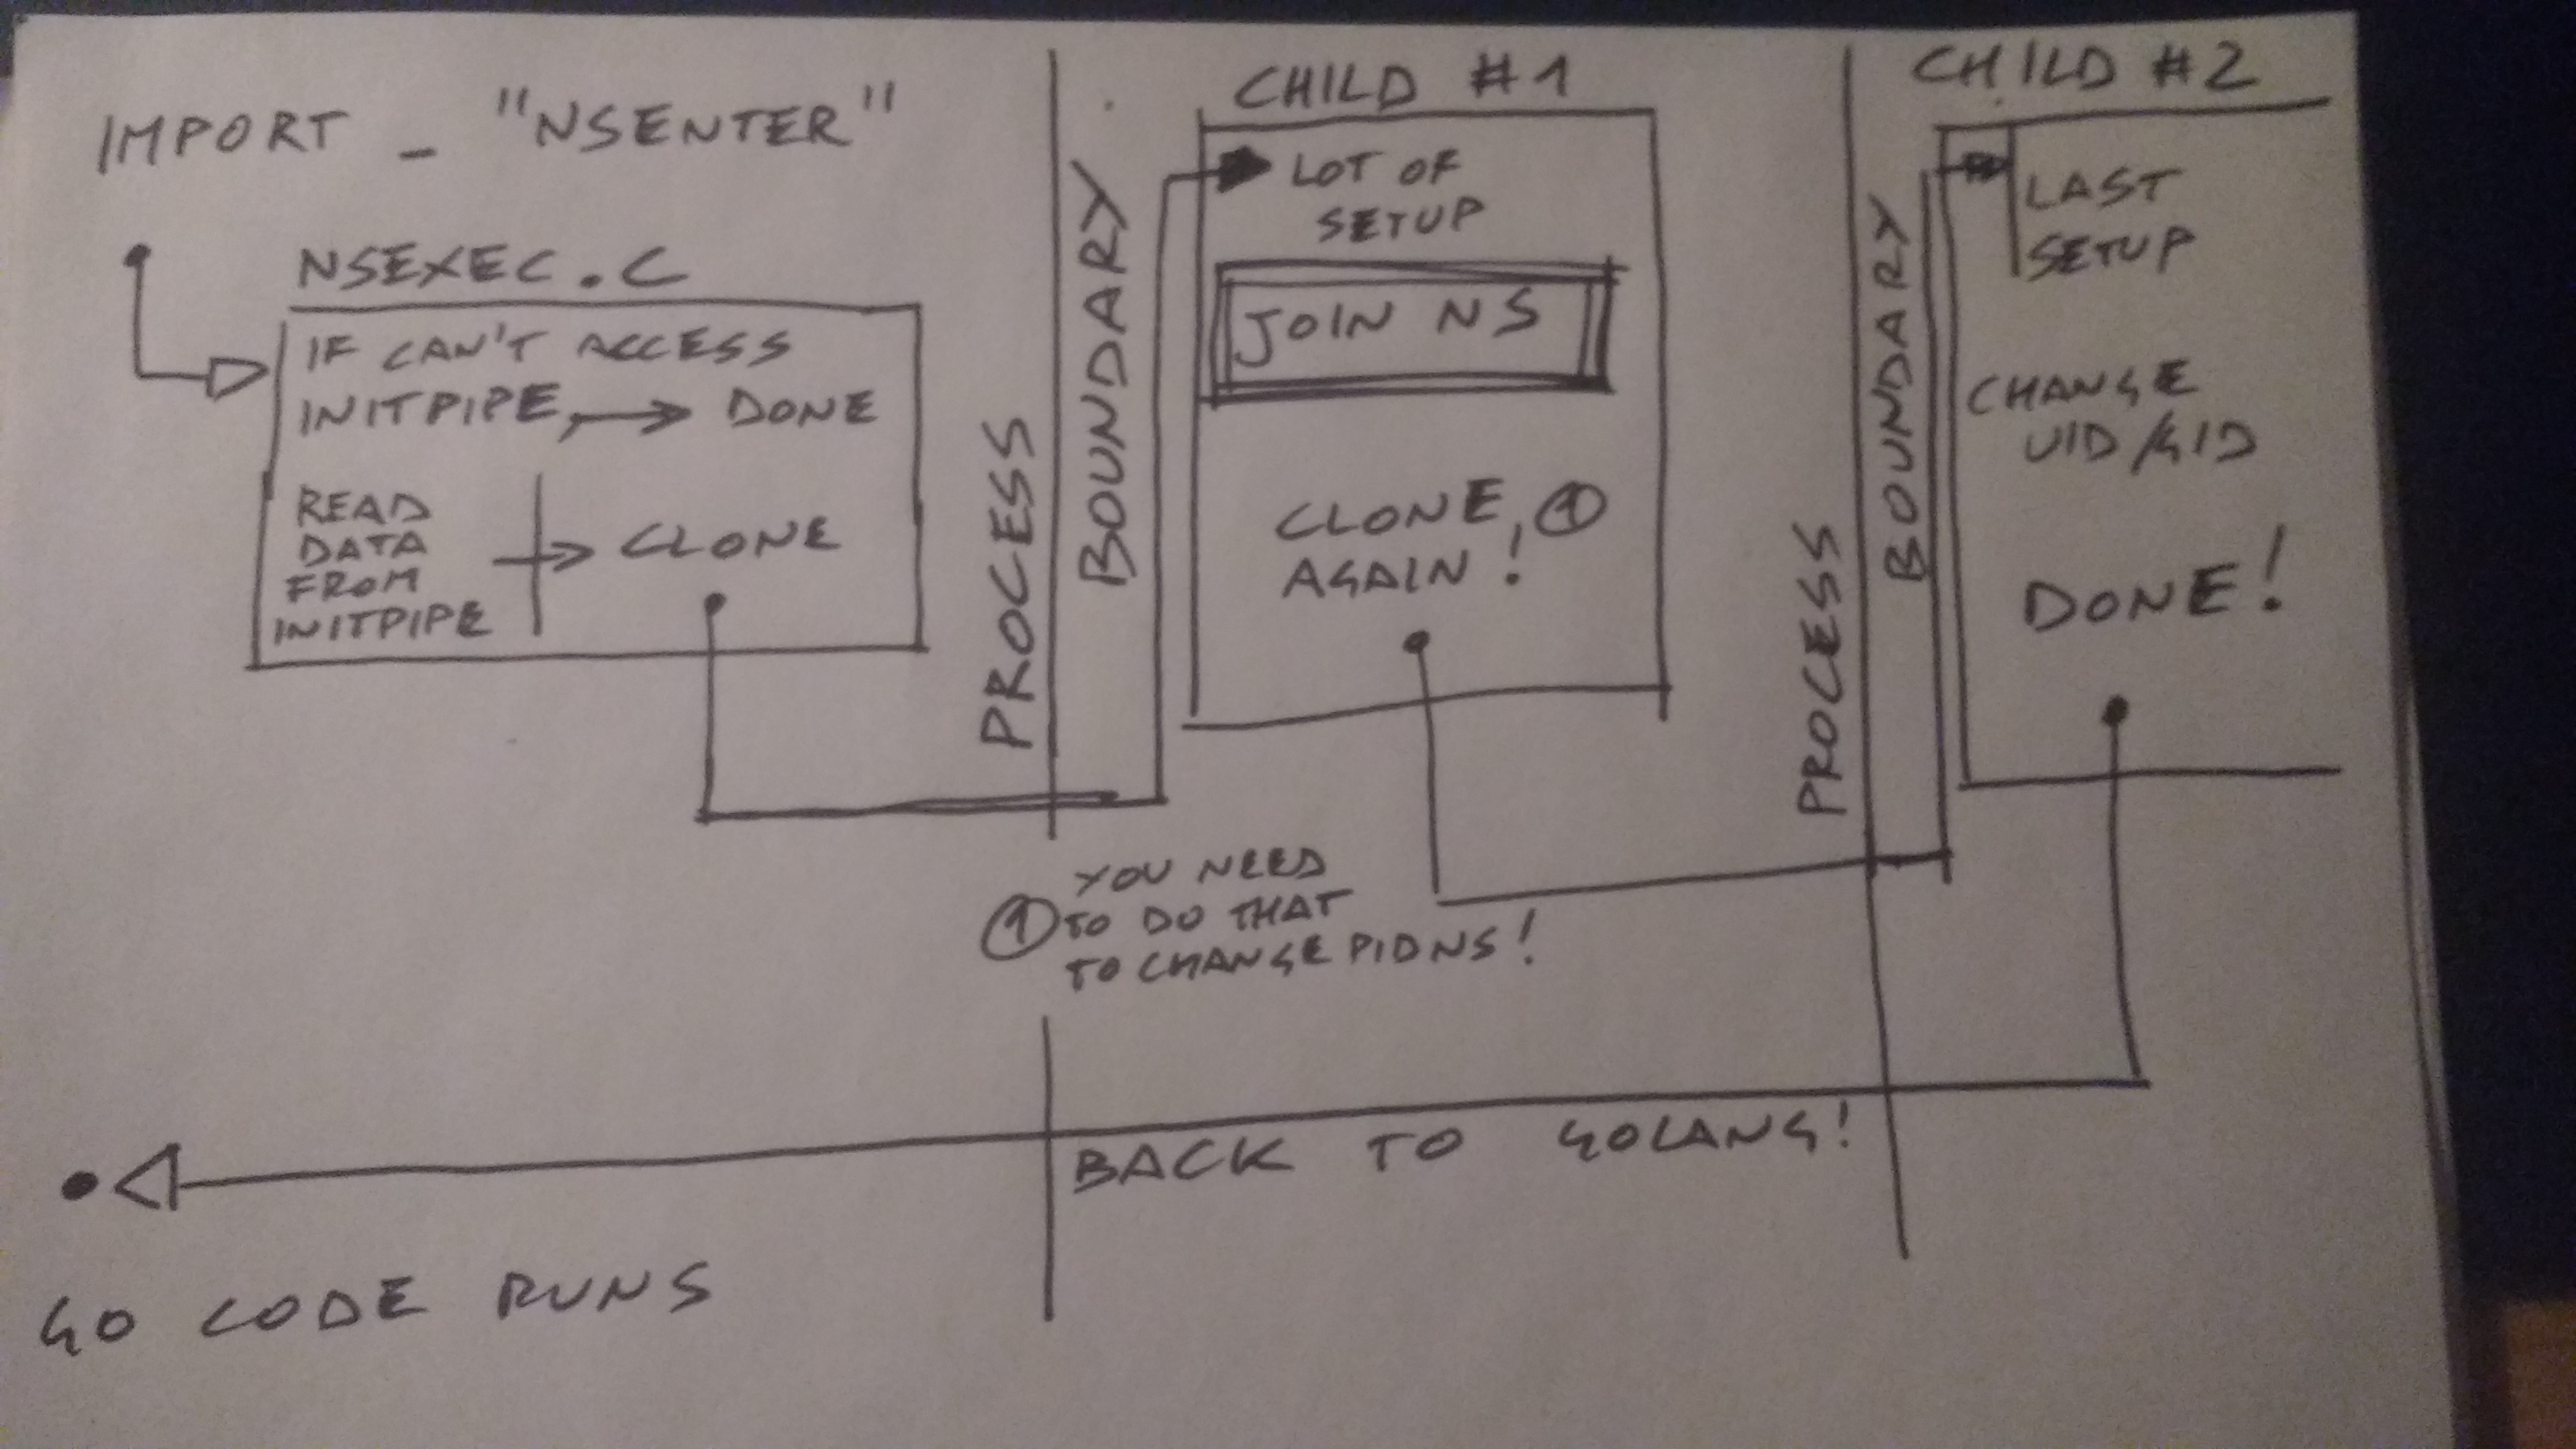 IMPORT _ "NSENTER"
NSEXEC.C
IF CAN'T ACCESS
INITPIPE, → DONE
READ
DATA
FROM
INITPIPE
→ CLONE
PROCESS
BOUNDARY
CHILD #1
LOT OF
SETUP
JOIN NS
CLONE, ①
AGAIN!
① YOU NEED
TO DO THAT
TO CHANGE PIDNS!
PROCESS
BOUNDARY
CHILD #2
LAST
SETUP
CHANGE
UID/GID
DONE!
BACK TO GOLANG!
GO CODE RUNS